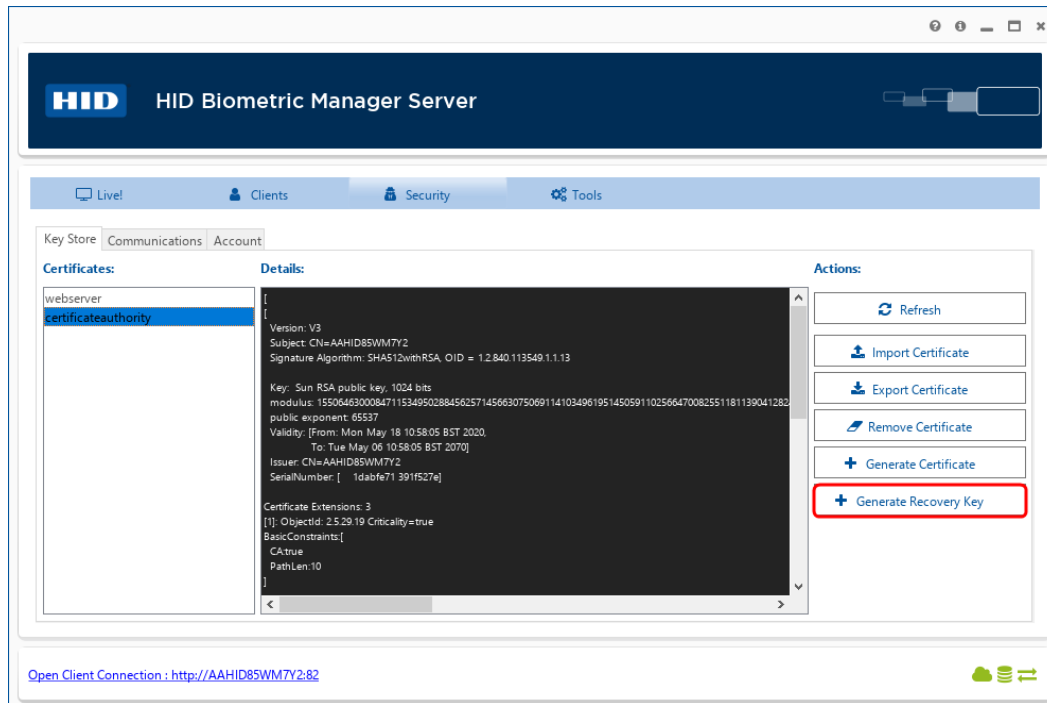 HID HID Biometric Manager Server
Live! Clients Security Tools
Key Store Communications Account
Certificates: Details: Actions:
webserver
certificateauthority
[
[
Version: V3
Subject: CN=AAHID85WM7Y2
Signature Algorithm: SHA512withRSA, OID = 1.2.840.113549.1.1.13
Key: Sun RSA public key, 1024 bits
modulus: 
public exponent: 65537
Validity: [From: Mon May 18 10:58:05 BST 2020,
To: Tue May 06 10:58:05 BST 2070]
Issuer: CN=AAHID85WM7Y2
SerialNumber: [ 1dabfe71 391f527e]
Certificate Extensions: 3
[1]: ObjectId: 2.5.29.19 Criticality=true
BasicConstraints:[
CA:true
PathLen:10
]
Refresh
Import Certificate
Export Certificate
Remove Certificate
Generate Certificate
Generate Recovery Key
Open Client Connection : http://AAHID85WM7Y2:82